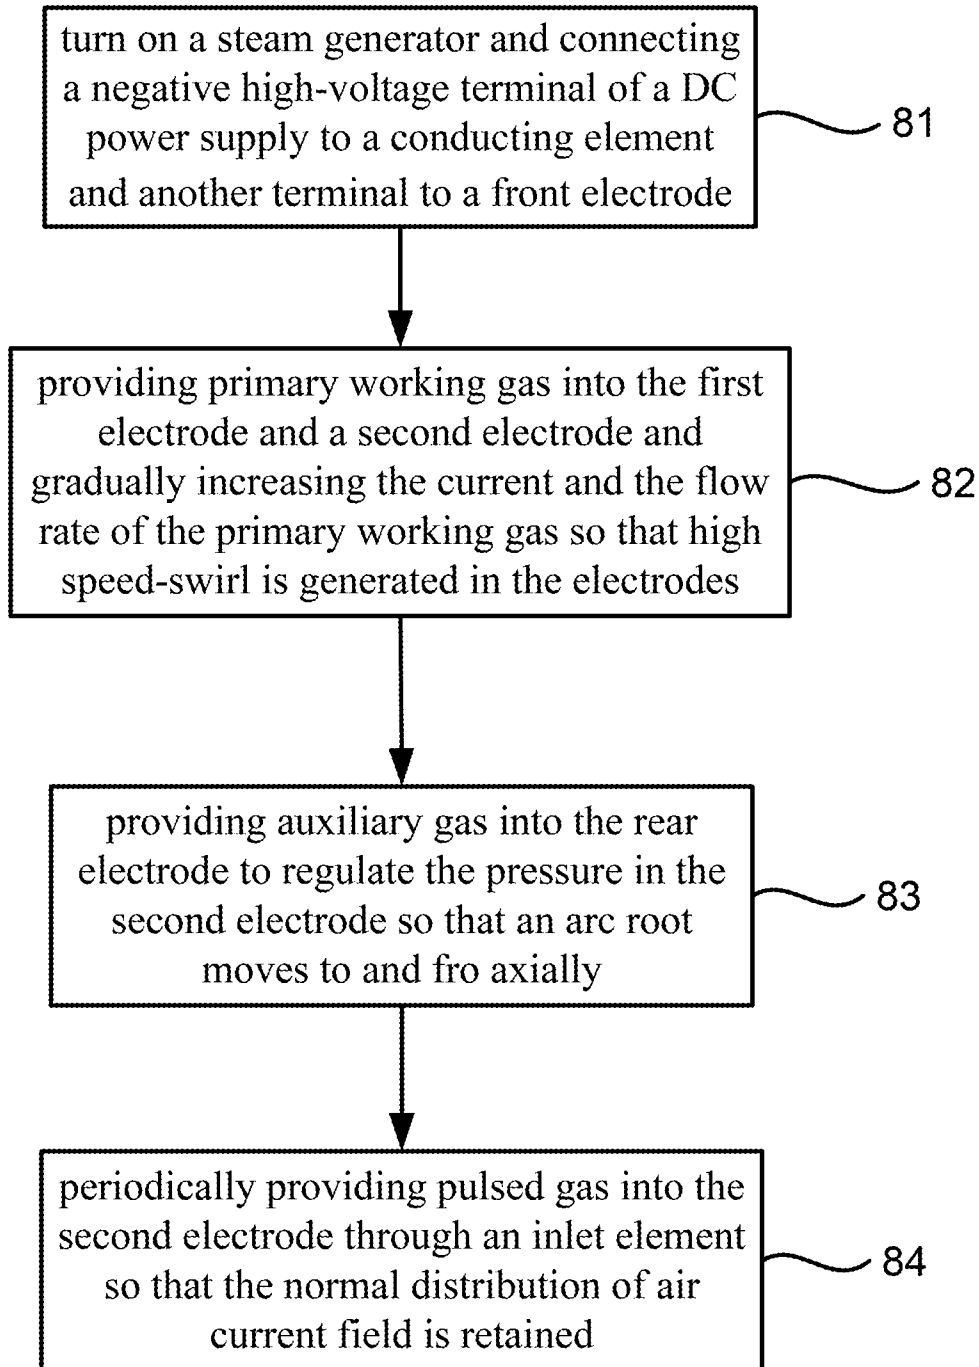 turn on a steam generator and connecting
a negative high-voltage terminal of a DC
power supply to a conducting element
and another terminal to a front electrode
81
providing primary working gas into the first
electrode and a second electrode and
gradually increasing the current and the flow
rate of the primary working gas so that high
speed-swirl is generated in the electrodes
82
providing auxiliary gas into the rear
electrode to regulate the pressure in the
second electrode so that an arc root
moves to and fro axially
83
periodically providing pulsed gas into the
second electrode through an inlet element
so that the normal distribution of air
current field is retained
84